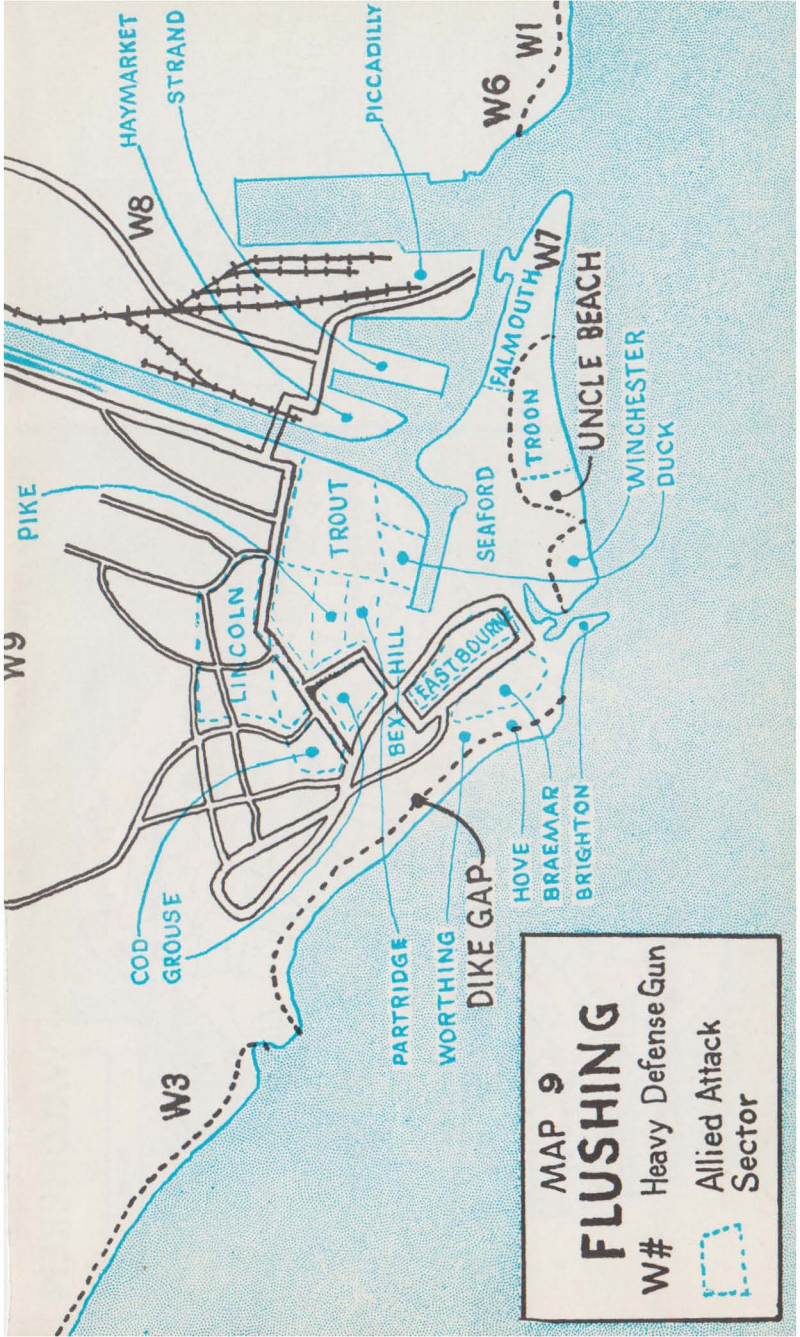 MAP 9
FLUSHING
W# Heavy Defense Gun
Allied Attack
Sector
W3
W9
W8
W6
W1
W7
PIKE
HAYMARKET
STRAND
PICCADILLY
COD
GROUSE
LINCOLN
TROUT
PARTRIDGE
WORTHING
DIKE GAP
BEXHILL
EASTBOURNE
SEAFORD
FALMOUTH
TROON
UNCLE BEACH
WINCHESTER
DUCK
HOVE
BRAEMAR
BRIGHTON